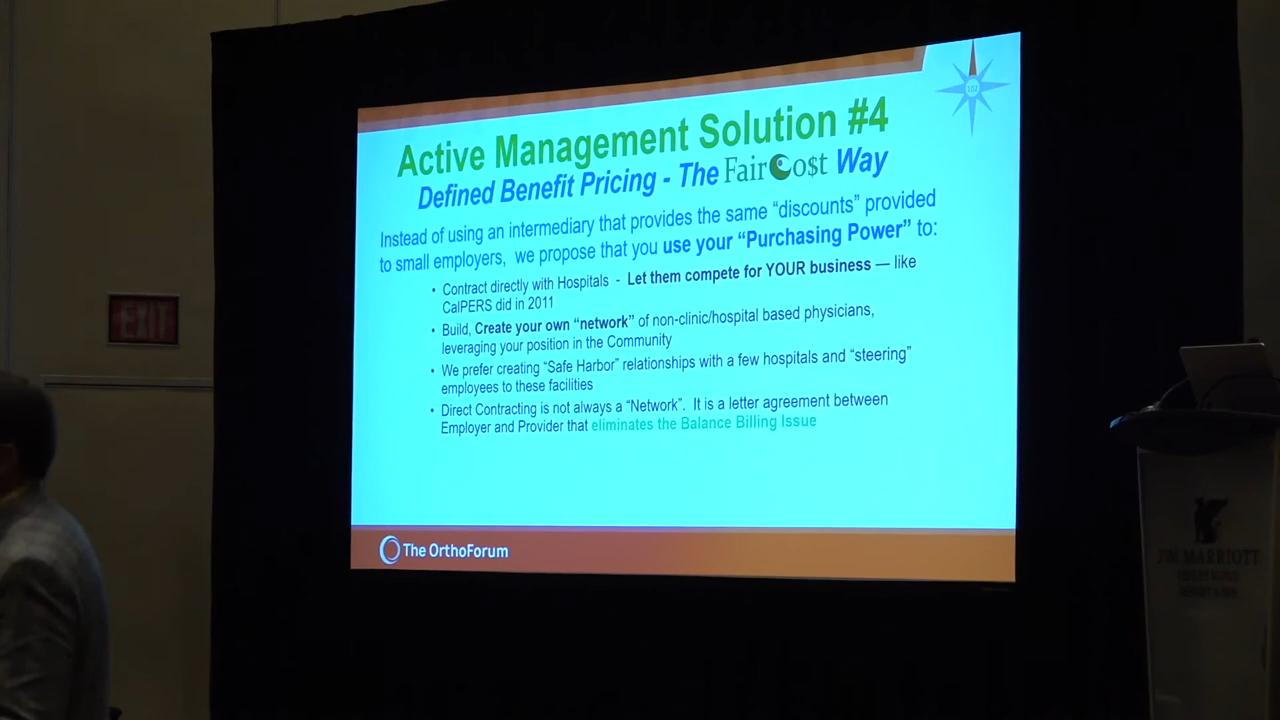 102
Active Management Solution #4
Defined Benefit Pricing - The FairCo$t Way
Instead of using an intermediary that provides the same “discounts” provided
to small employers, we propose that you use your “Purchasing Power” to:
• Contract directly with Hospitals - Let them compete for YOUR business — like
CalPERS did in 2011
• Build, Create your own “network” of non-clinic/hospital based physicians,
leveraging your position in the Community
• We prefer creating “Safe Harbor” relationships with a few hospitals and “steering”
employees to these facilities
• Direct Contracting is not always a “Network”. It is a letter agreement between
Employer and Provider that eliminates the Balance Billing Issue
The OrthoForum
EXIT
JW MARRIOTT